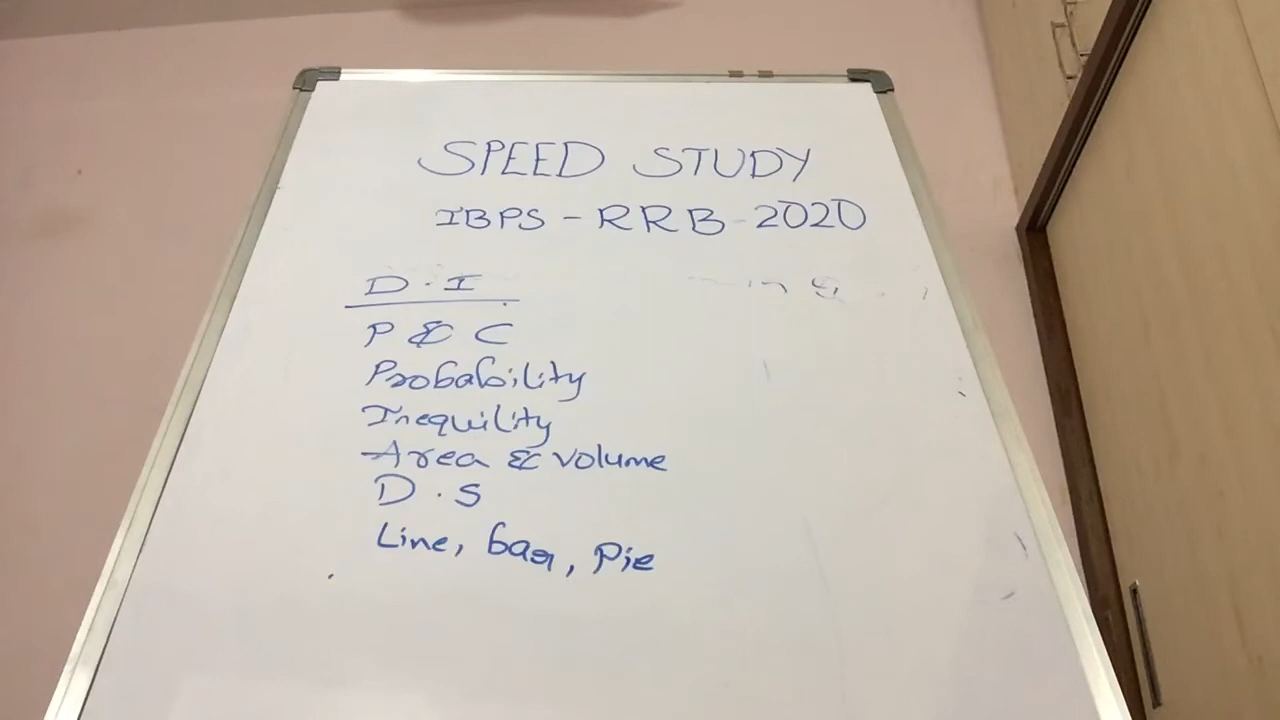 SPEED STUDY
IBPS - RRB - 2020
D.I
P & C
Probability
Inequility
Area & volume
D.S
Line, bar, Pie